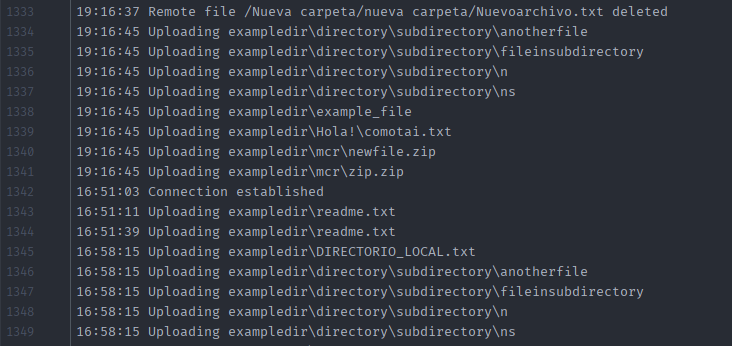 1333 19:16:37 Remote file /Nueva carpeta/nueva carpeta/Nuevoarchivo.txt deleted
1334 19:16:45 Uploading exampledir\directory\subdirectory\anotherfile
1335 19:16:45 Uploading exampledir\directory\subdirectory\fileinsubdirectory
1336 19:16:45 Uploading exampledir\directory\subdirectory\n
1337 19:16:45 Uploading exampledir\directory\subdirectory\ns
1338 19:16:45 Uploading exampledir\example_file
1339 19:16:45 Uploading exampledir\Hola!\comotai.txt
1340 19:16:45 Uploading exampledir\mcr\newfile.zip
1341 19:16:45 Uploading exampledir\mcr\zip.zip
1342 16:51:03 Connection established
1343 16:51:11 Uploading exampledir\readme.txt
1344 16:51:39 Uploading exampledir\readme.txt
1345 16:58:15 Uploading exampledir\DIRECTORIO_LOCAL.txt
1346 16:58:15 Uploading exampledir\directory\subdirectory\anotherfile
1347 16:58:15 Uploading exampledir\directory\subdirectory\fileinsubdirectory
1348 16:58:15 Uploading exampledir\directory\subdirectory\n
1349 16:58:15 Uploading exampledir\directory\subdirectory\ns